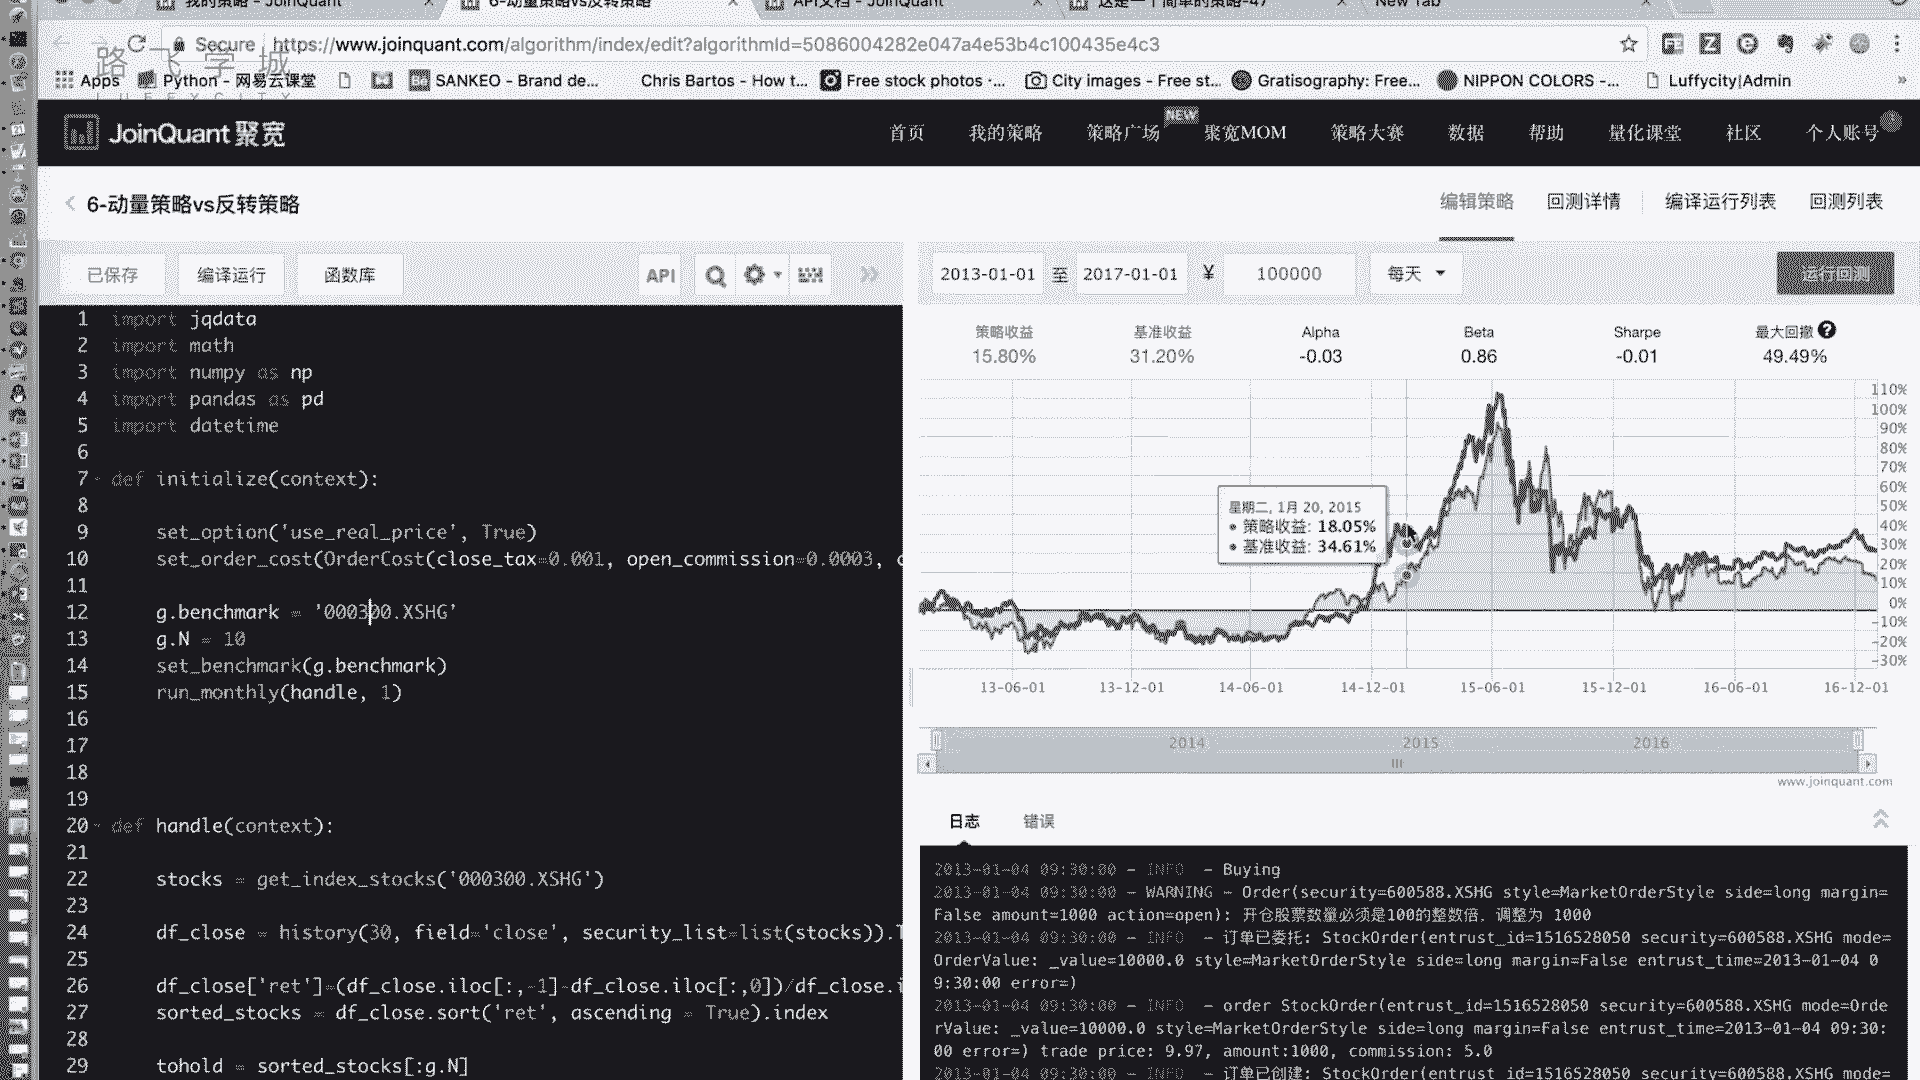 我的策略 - JoinQuant
6-动量策略vs反转策略
API文档 - JoinQuant
这是一个简单的策略-47
New Tab
Secure https://www.joinquant.com/algorithm/index/edit?algorithmId=5086004282e047a4e53b4c100435e4c3
路飞学城
Apps Python - 网易云课堂 SANKEO - Brand de... Chris Bartos - How t... Free stock photos ·... City images - Free st... Gratisography: Free... NIPPON COLORS -... Luffycity|Admin »
JoinQuant 聚宽 首页 我的策略 策略广场 NEW 聚宽MOM 策略大赛 数据 帮助 量化课堂 社区 个人账号
6-动量策略vs反转策略
编辑策略 回测详情 编译运行列表 回测列表
已保存 编译运行 函数库 API
2013-01-01 至 2017-01-01 ¥ 100000 每天 运行回测
1 import jqdata
2 import math
3 import numpy as np
4 import pandas as pd
5 import datetime
6
7 def initialize(context):
8
9 set_option('use_real_price', True)
10 set_order_cost(OrderCost(close_tax=0.001, open_commission=0.0003, c
11
12 g.benchmark = '000300.XSHG'
13 g.N = 10
14 set_benchmark(g.benchmark)
15 run_monthly(handle, 1)
16
17
18
19
20 def handle(context):
21
22 stocks = get_index_stocks('000300.XSHG')
23
24 df_close = history(30, field='close', security_list=list(stocks)).T
25
26 df_close['ret']=(df_close.iloc[:,-1]-df_close.iloc[:,0])/df_close.i
27 sorted_stocks = df_close.sort('ret', ascending = True).index
28
29 tohold = sorted_stocks[:g.N]
策略收益 基准收益 Alpha Beta Sharpe 最大回撤
15.80% 31.20% -0.03 0.86 -0.01 49.49%
星期二, 1月 20, 2015
策略收益: 18.05%
基准收益: 34.61%
110%
100%
90%
80%
70%
60%
50%
40%
30%
20%
10%
0%
-10%
-20%
-30%
13-06-01 13-12-01 14-06-01 14-12-01 15-06-01 15-12-01 16-06-01 16-12-01
2014 2015 2016
www.joinquant.com
日志 错误
2013-01-04 09:30:00 - INFO - Buying
2013-01-04 09:30:00 - WARNING - Order(security=600588.XSHG style=MarketOrderStyle side=long margin=
False amount=1000 action=open): 开仓股票数量必须是100的整数倍，调整为 1000
2013-01-04 09:30:00 - INFO - 订单已委托: StockOrder(entrust_id=1516528050 security=600588.XSHG mode=
OrderValue: _value=10000.0 style=MarketOrderStyle side=long margin=False entrust_time=2013-01-04 0
9:30:00 error=)
2013-01-04 09:30:00 - INFO - order StockOrder(entrust_id=1516528050 security=600588.XSHG mode=Orde
rValue: _value=10000.0 style=MarketOrderStyle side=long margin=False entrust_time=2013-01-04 09:30:
00 error=) trade price: 9.97, amount:1000, commission: 5.0
2013-01-04 09:30:00 - INFO - 订单已创建: StockOrder(entrust_id=1516528050 security=600588.XSHG mode=